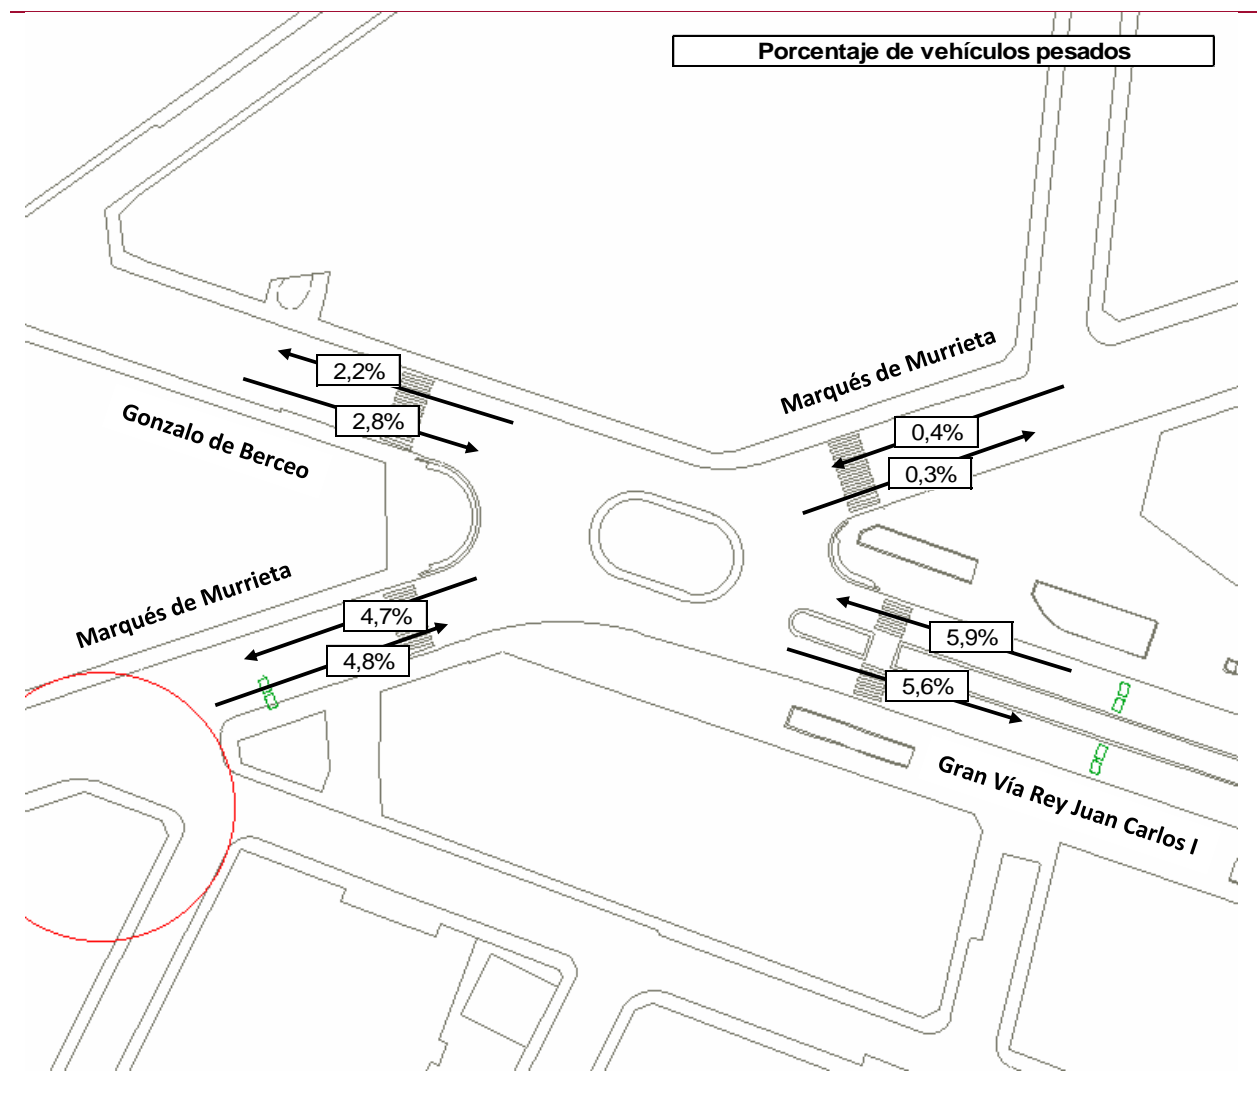 Porcentaje de vehículos pesados
Marqués de Murrieta
2,2%
2,8%
Gonzalo de Berceo
0,4%
0,3%
Marqués de Murrieta
4,7%
4,8%
5,9%
5,6%
Gran Vía Rey Juan Carlos I